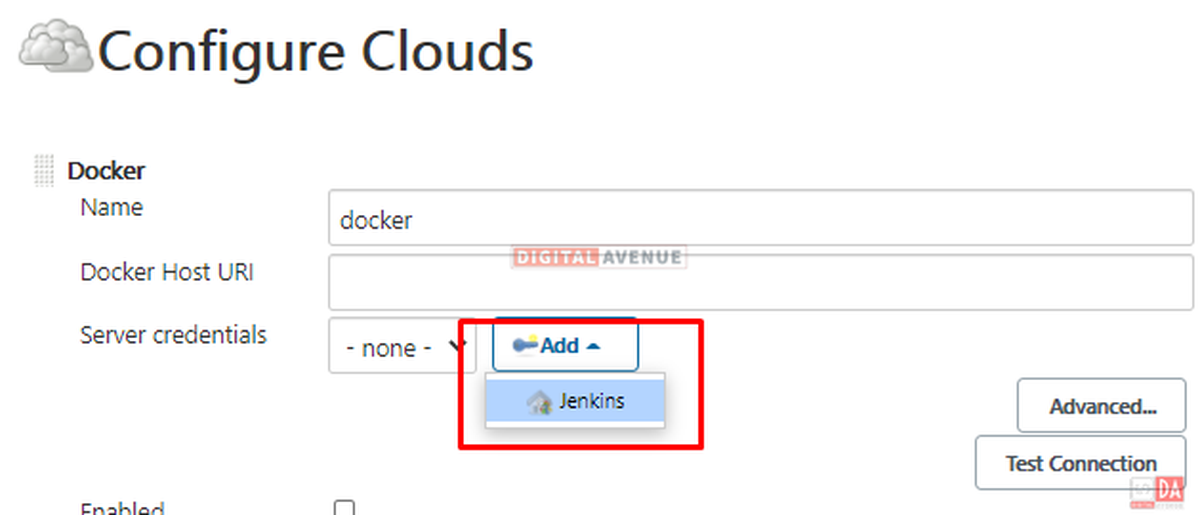 Configure Clouds
Docker
Name
docker
DIGITAL AVENUE
Docker Host URI
Server credentials
- none -
Add
Jenkins
Advanced...
Test Connection
DA
Enabled